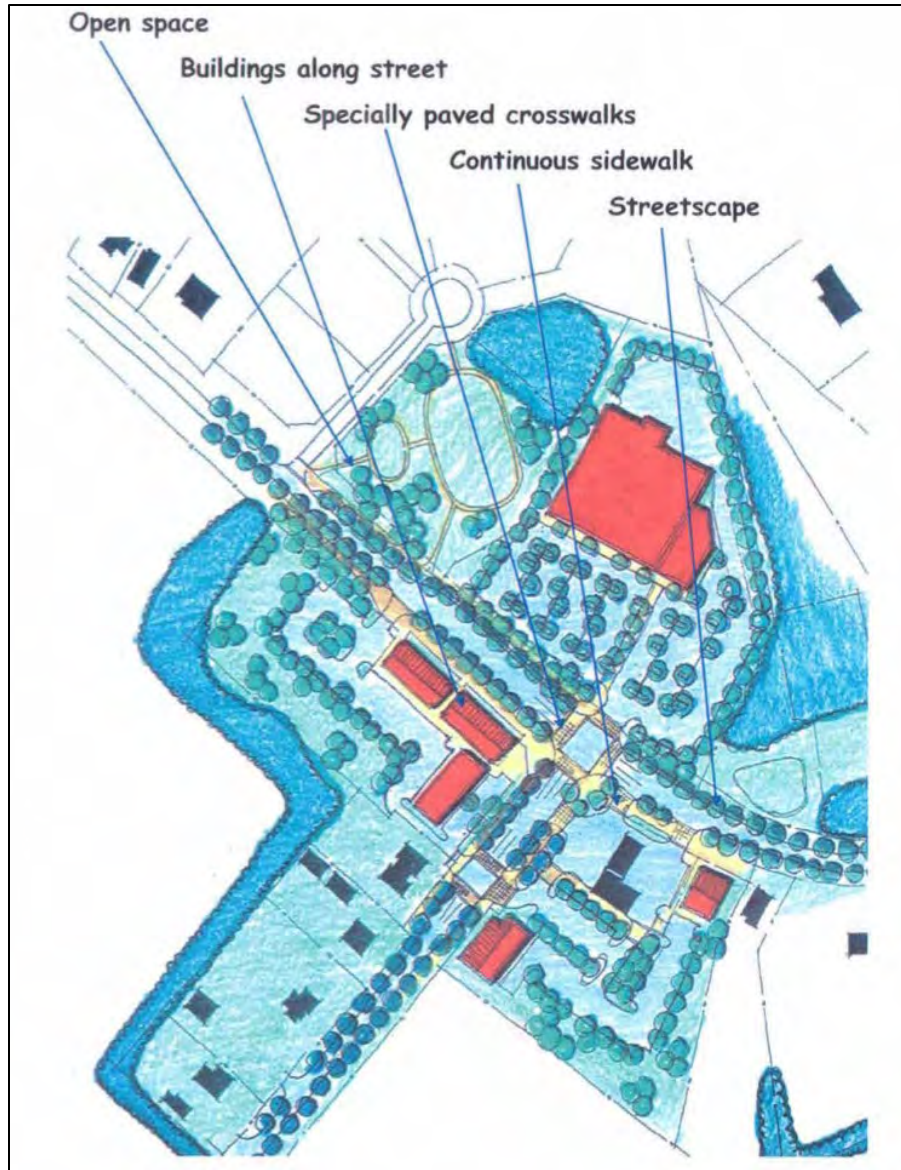 Open space
Buildings along street
Specially paved crosswalks
Continuous sidewalk
Streetscape